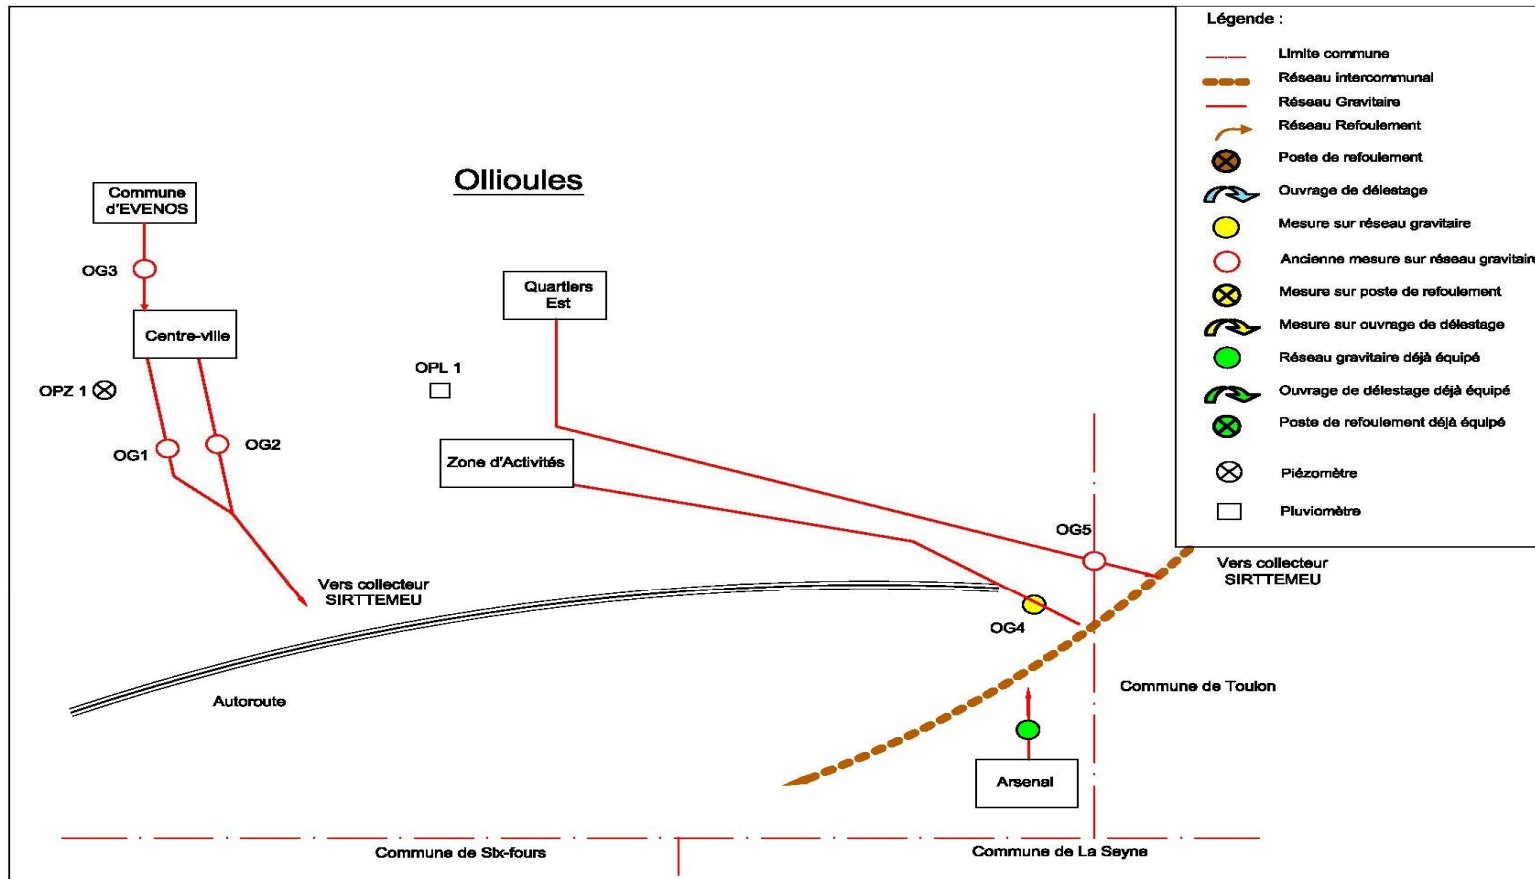 Légende :
Limite commune
Réseau intercommunal
Réseau Gravitaire
Réseau Refoulement
Poste de refoulement
Ouvrage de délestage
Mesure sur réseau gravitaire
Ancienne mesure sur réseau gravitaire
Mesure sur poste de refoulement
Mesure sur ouvrage de délestage
Réseau gravitaire déjà équipé
Ouvrage de délestage déjà équipé
Poste de refoulement déjà équipé
Piézomètre
Pluviomètre
Ollioules
Commune
d'EVENOS
OG3
Quartiers
Est
Centre-ville
OPL 1
OPZ 1
OG1
OG2
Zone d'Activités
OG5
Vers collecteur
SIRTTEMEU
Vers collecteur
SIRTTEMEU
OG4
Autoroute
Commune de Toulon
Arsenal
Commune de Six-fours
Commune de La Seyne